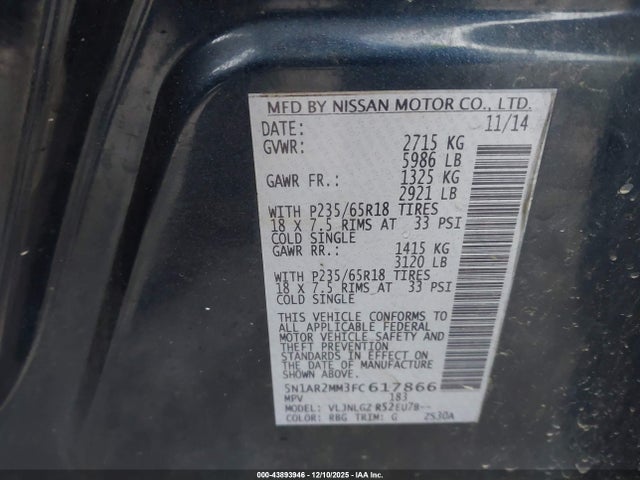 MFD BY NISSAN MOTOR CO., LTD.
DATE: 11/14
GVWR: 2715 KG
5986 LB
GAWR FR.: 1325 KG
2921 LB
WITH P235/65R18 TIRES
18 X 7.5 RIMS AT 33 PSI
COLD SINGLE
GAWR RR.: 1415 KG
3120 LB
WITH P235/65R18 TIRES
18 X 7.5 RIMS AT 33 PSI
COLD SINGLE
THIS VEHICLE CONFORMS TO
ALL APPLICABLE FEDERAL
MOTOR VEHICLE SAFETY AND
THEFT PREVENTION
STANDARDS IN EFFECT ON THE
DATE OF MANUFACTURE
SHOWN ABOVE.
5N1AR2MM3FC617866
MPV 183
MODEL: VLJNLGZ R52EU7B--
COLOR: RBG TRIM: G ZS30A
000-43893946 - 12/10/2025 - IAA Inc.